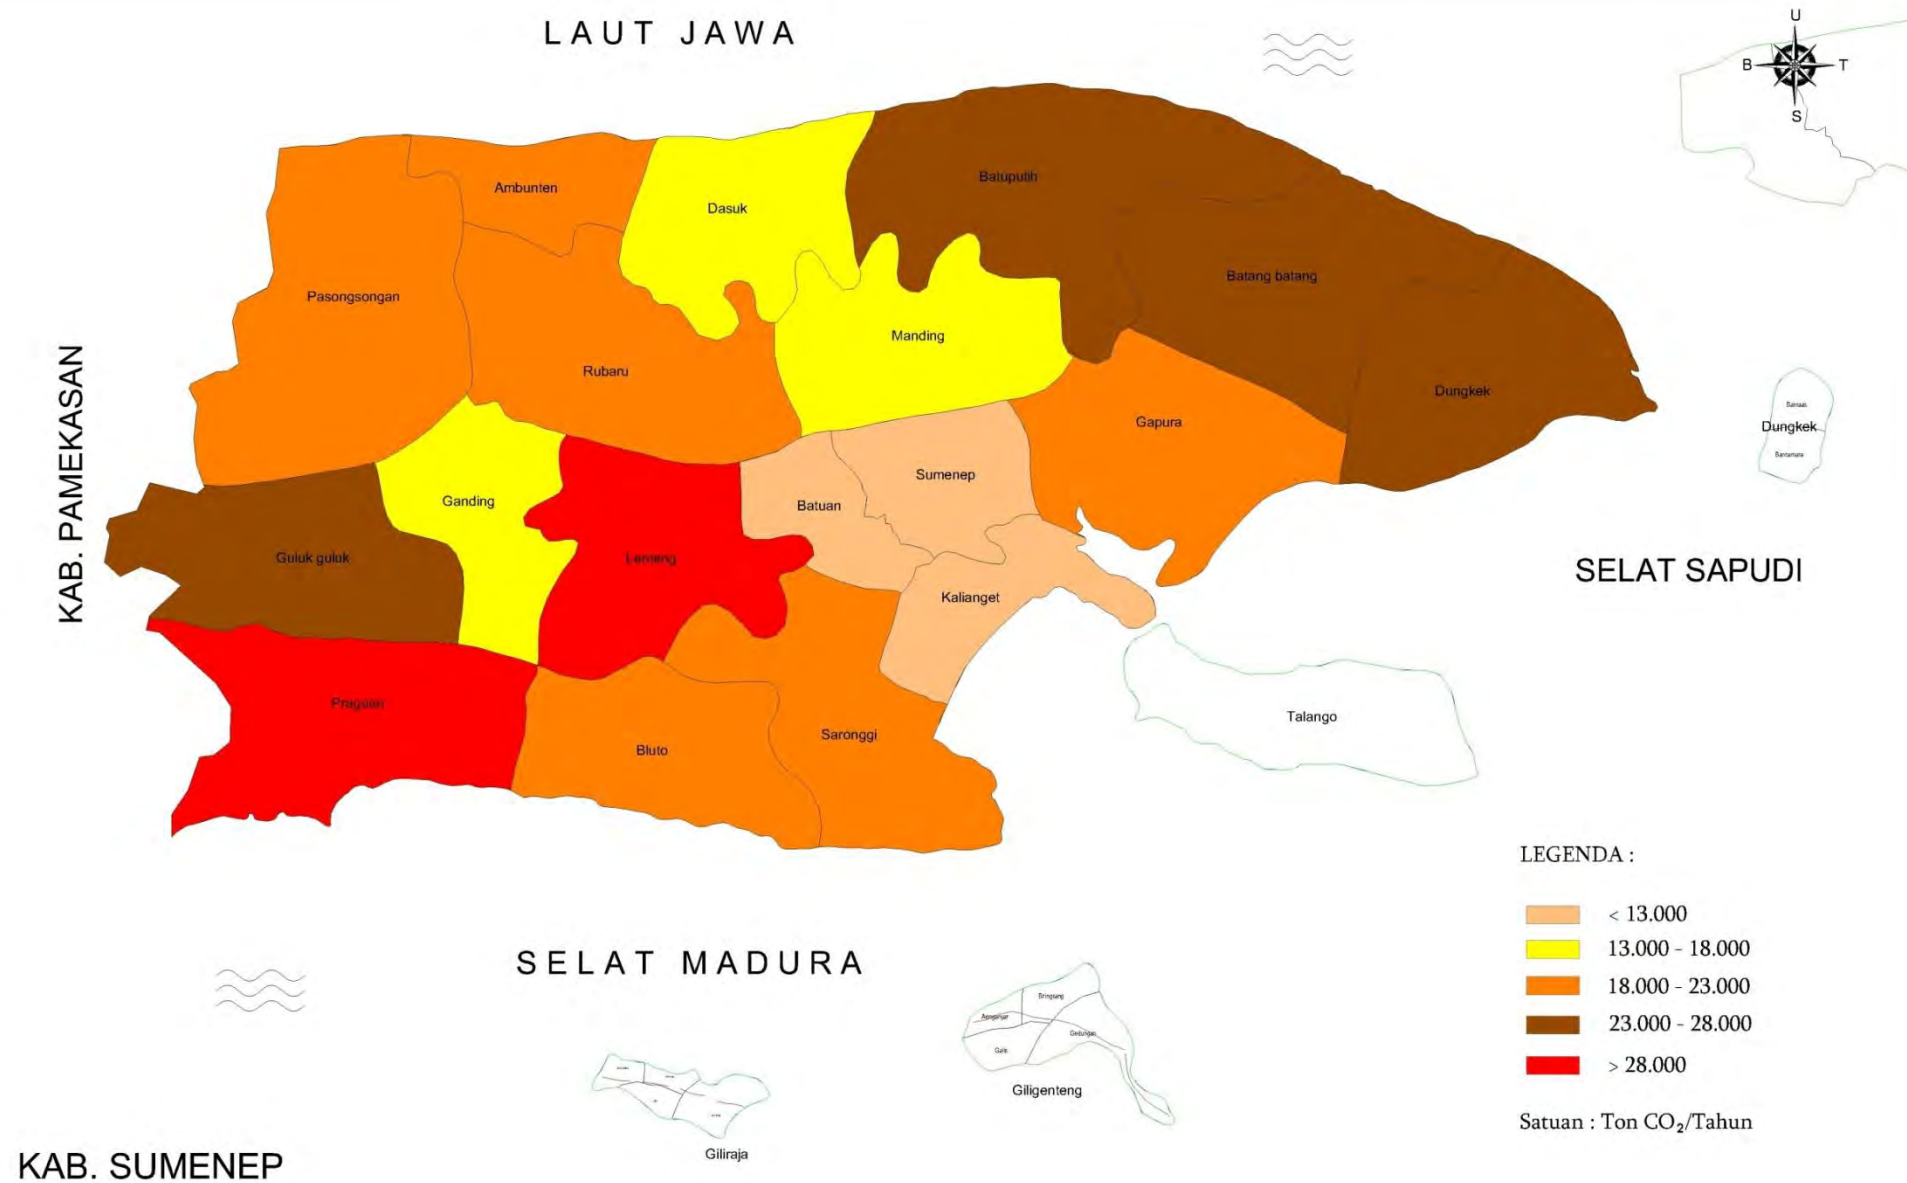 LAUT JAWA
U
B
T
S
Ambunten
Batuputih
Dasuk
Batang batang
Pasongsongan
Manding
Rubaru
Dungkek
Gapura
Dungkek
KAB. PAMEKASAN
Sumenep
Ganding
Batuan
Guluk guluk
Lenteng
SELAT SAPUDI
Kalianget
Pragaan
Talango
Saronggi
Bluto
LEGENDA :
< 13.000
13.000 - 18.000
18.000 - 23.000
23.000 - 28.000
> 28.000
Satuan : Ton CO₂/Tahun
SELAT MADURA
Bringsang
Gedungan
Giligenteng
Giliraja
KAB. SUMENEP